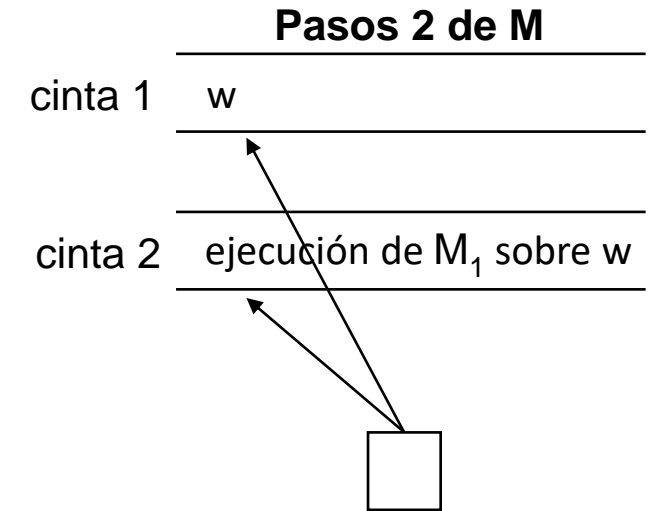 Pasos 2 de M
cinta 1 w
cinta 2 ejecución de M₁ sobre w